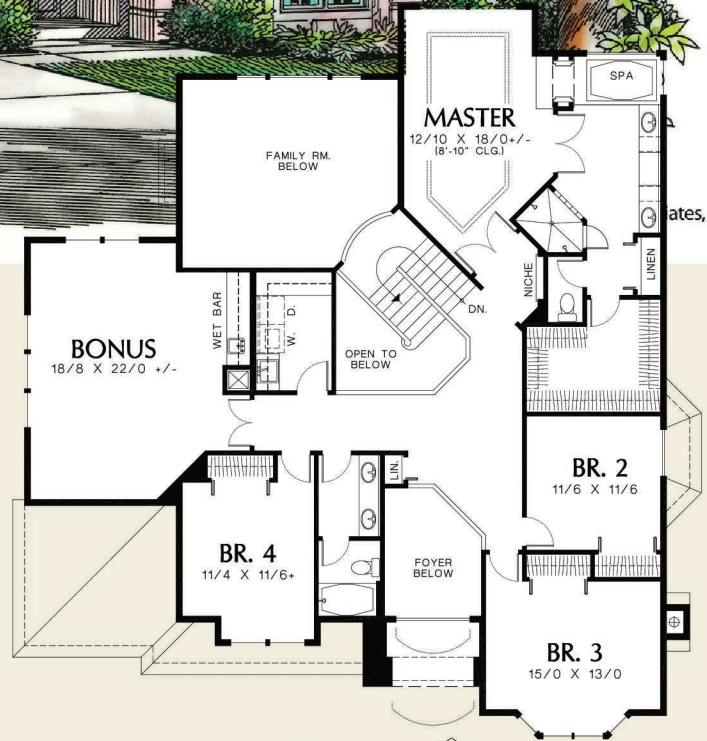 SPA
MASTER
12/10 X 18/0+/-
(8'-10" CLG.)
FAMILY RM.
BELOW
iates,
LINEN
NICHE
DN.
WET BAR
W. D.
BONUS
18/8 X 22/0 +/-
OPEN TO
BELOW
LIN.
BR. 2
11/6 X 11/6
BR. 4
11/4 X 11/6+
FOYER
BELOW
BR. 3
15/0 X 13/0